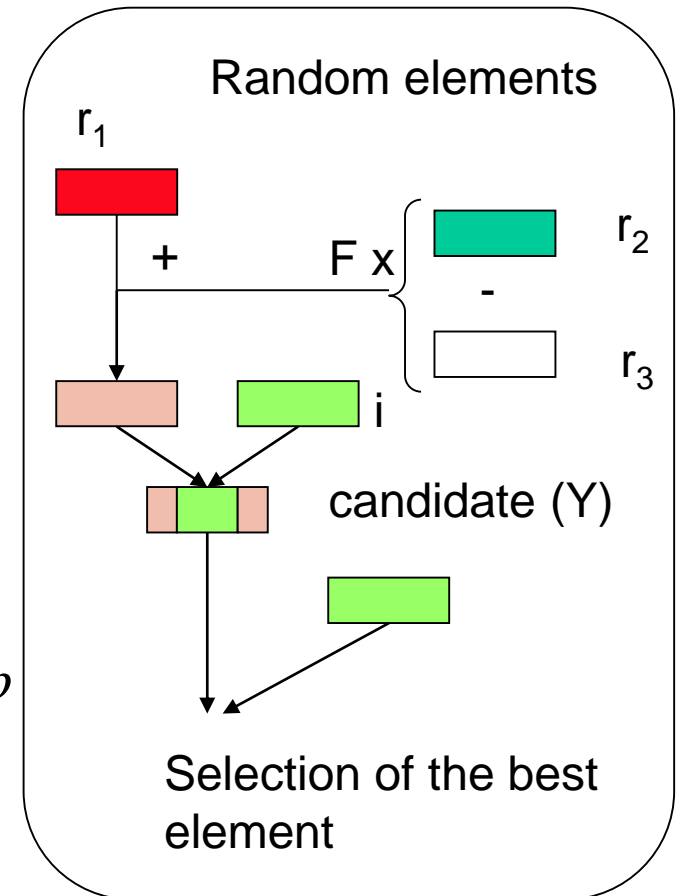 Random elements
r₁
+
F x
r₂
-
r₃
i
candidate (Y)
p
Selection of the best
element